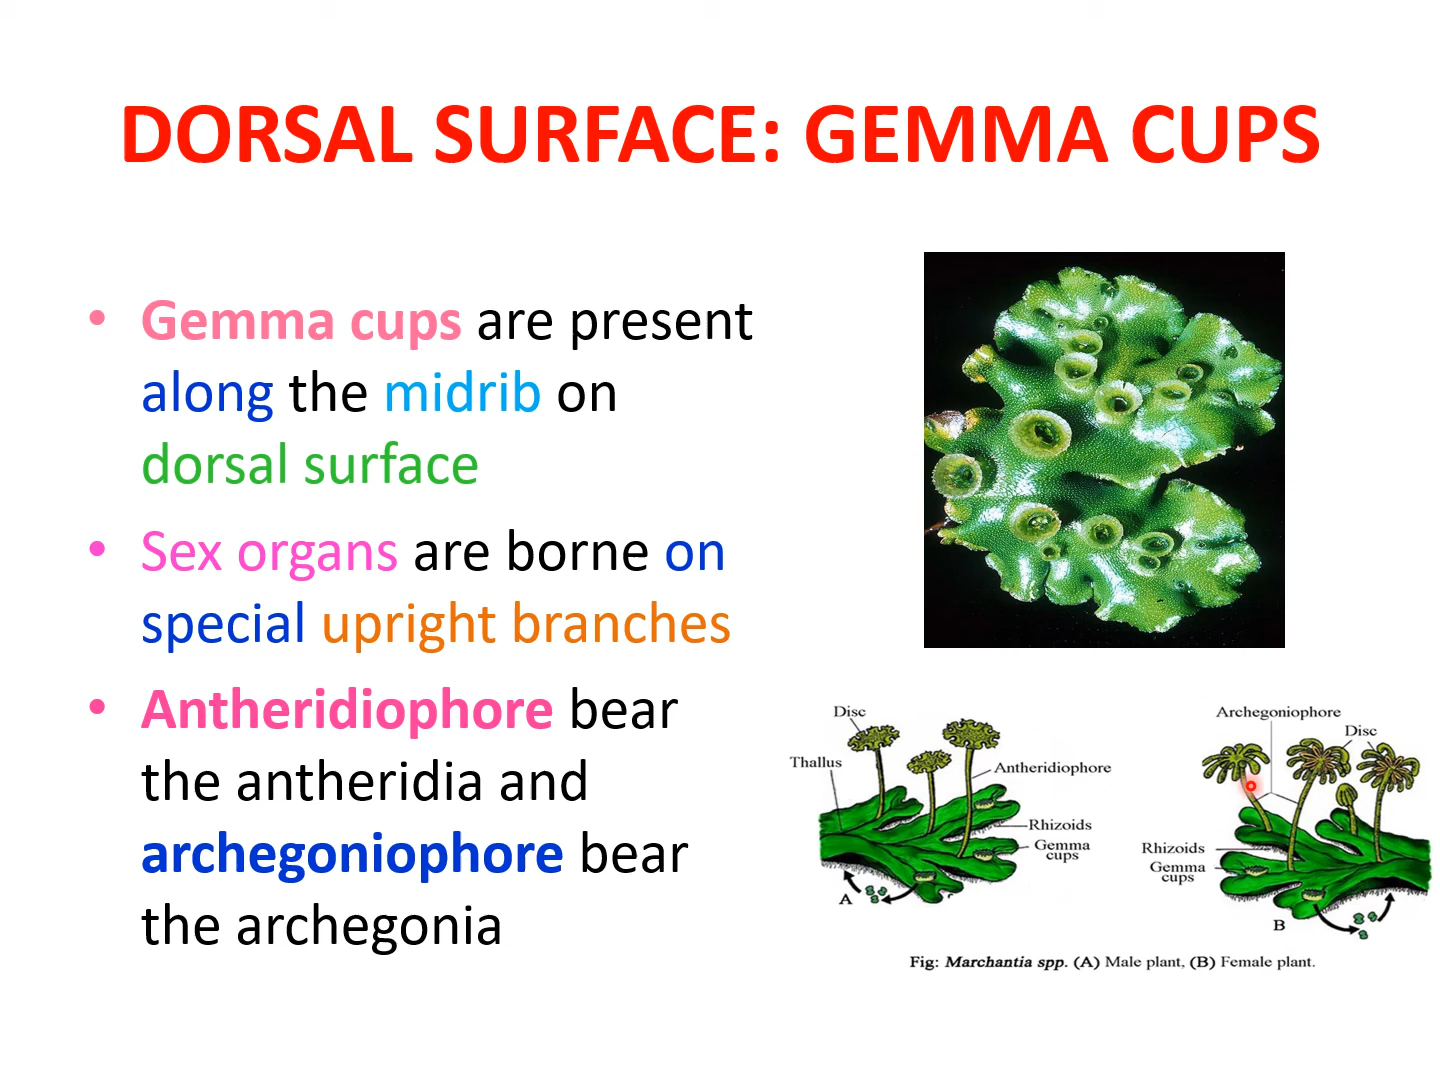 DORSAL SURFACE: GEMMA CUPS
• Gemma cups are present
along the midrib on
dorsal surface
• Sex organs are borne on
special upright branches
• Antheridiophore bear
the antheridia and
archegoniophore bear
the archegonia
Disc
Thallus
Antheridiophore
Rhizoids
Gemma
cups
A
Archegoniophore
Disc
Rhizoids
Gemma
cups
B
Fig: Marchantia spp. (A) Male plant, (B) Female plant.